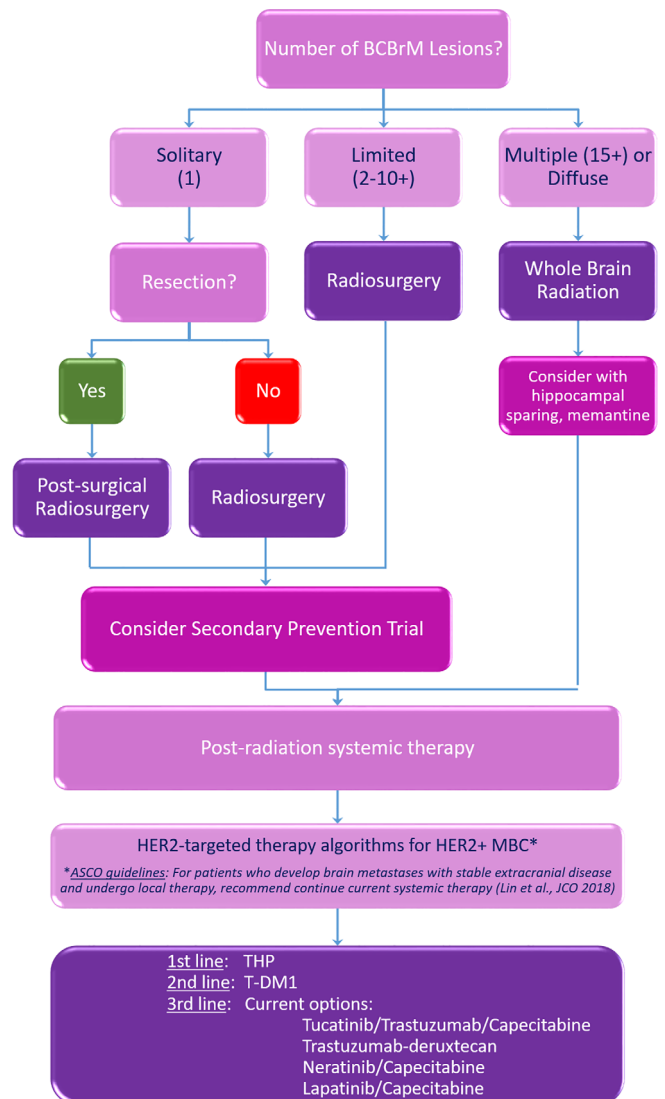 Number of BCBrM Lesions?
Solitary
(1)
Limited
(2-10+)
Multiple (15+) or
Diffuse
Resection?
Radiosurgery
Whole Brain
Radiation
Yes
No
Consider with
hippocampal
sparing, memantine
Post-surgical
Radiosurgery
Radiosurgery
Consider Secondary Prevention Trial
Post-radiation systemic therapy
HER2-targeted therapy algorithms for HER2+ MBC*
*ASCO guidelines: For patients who develop brain metastases with stable extracranial disease
and undergo local therapy, recommend continue current systemic therapy (Lin et al., JCO 2018)
1st line: THP
2nd line: T-DM1
3rd line: Current options:
Tucatinib/Trastuzumab/Capecitabine
Trastuzumab-deruxtecan
Neratinib/Capecitabine
Lapatinib/Capecitabine